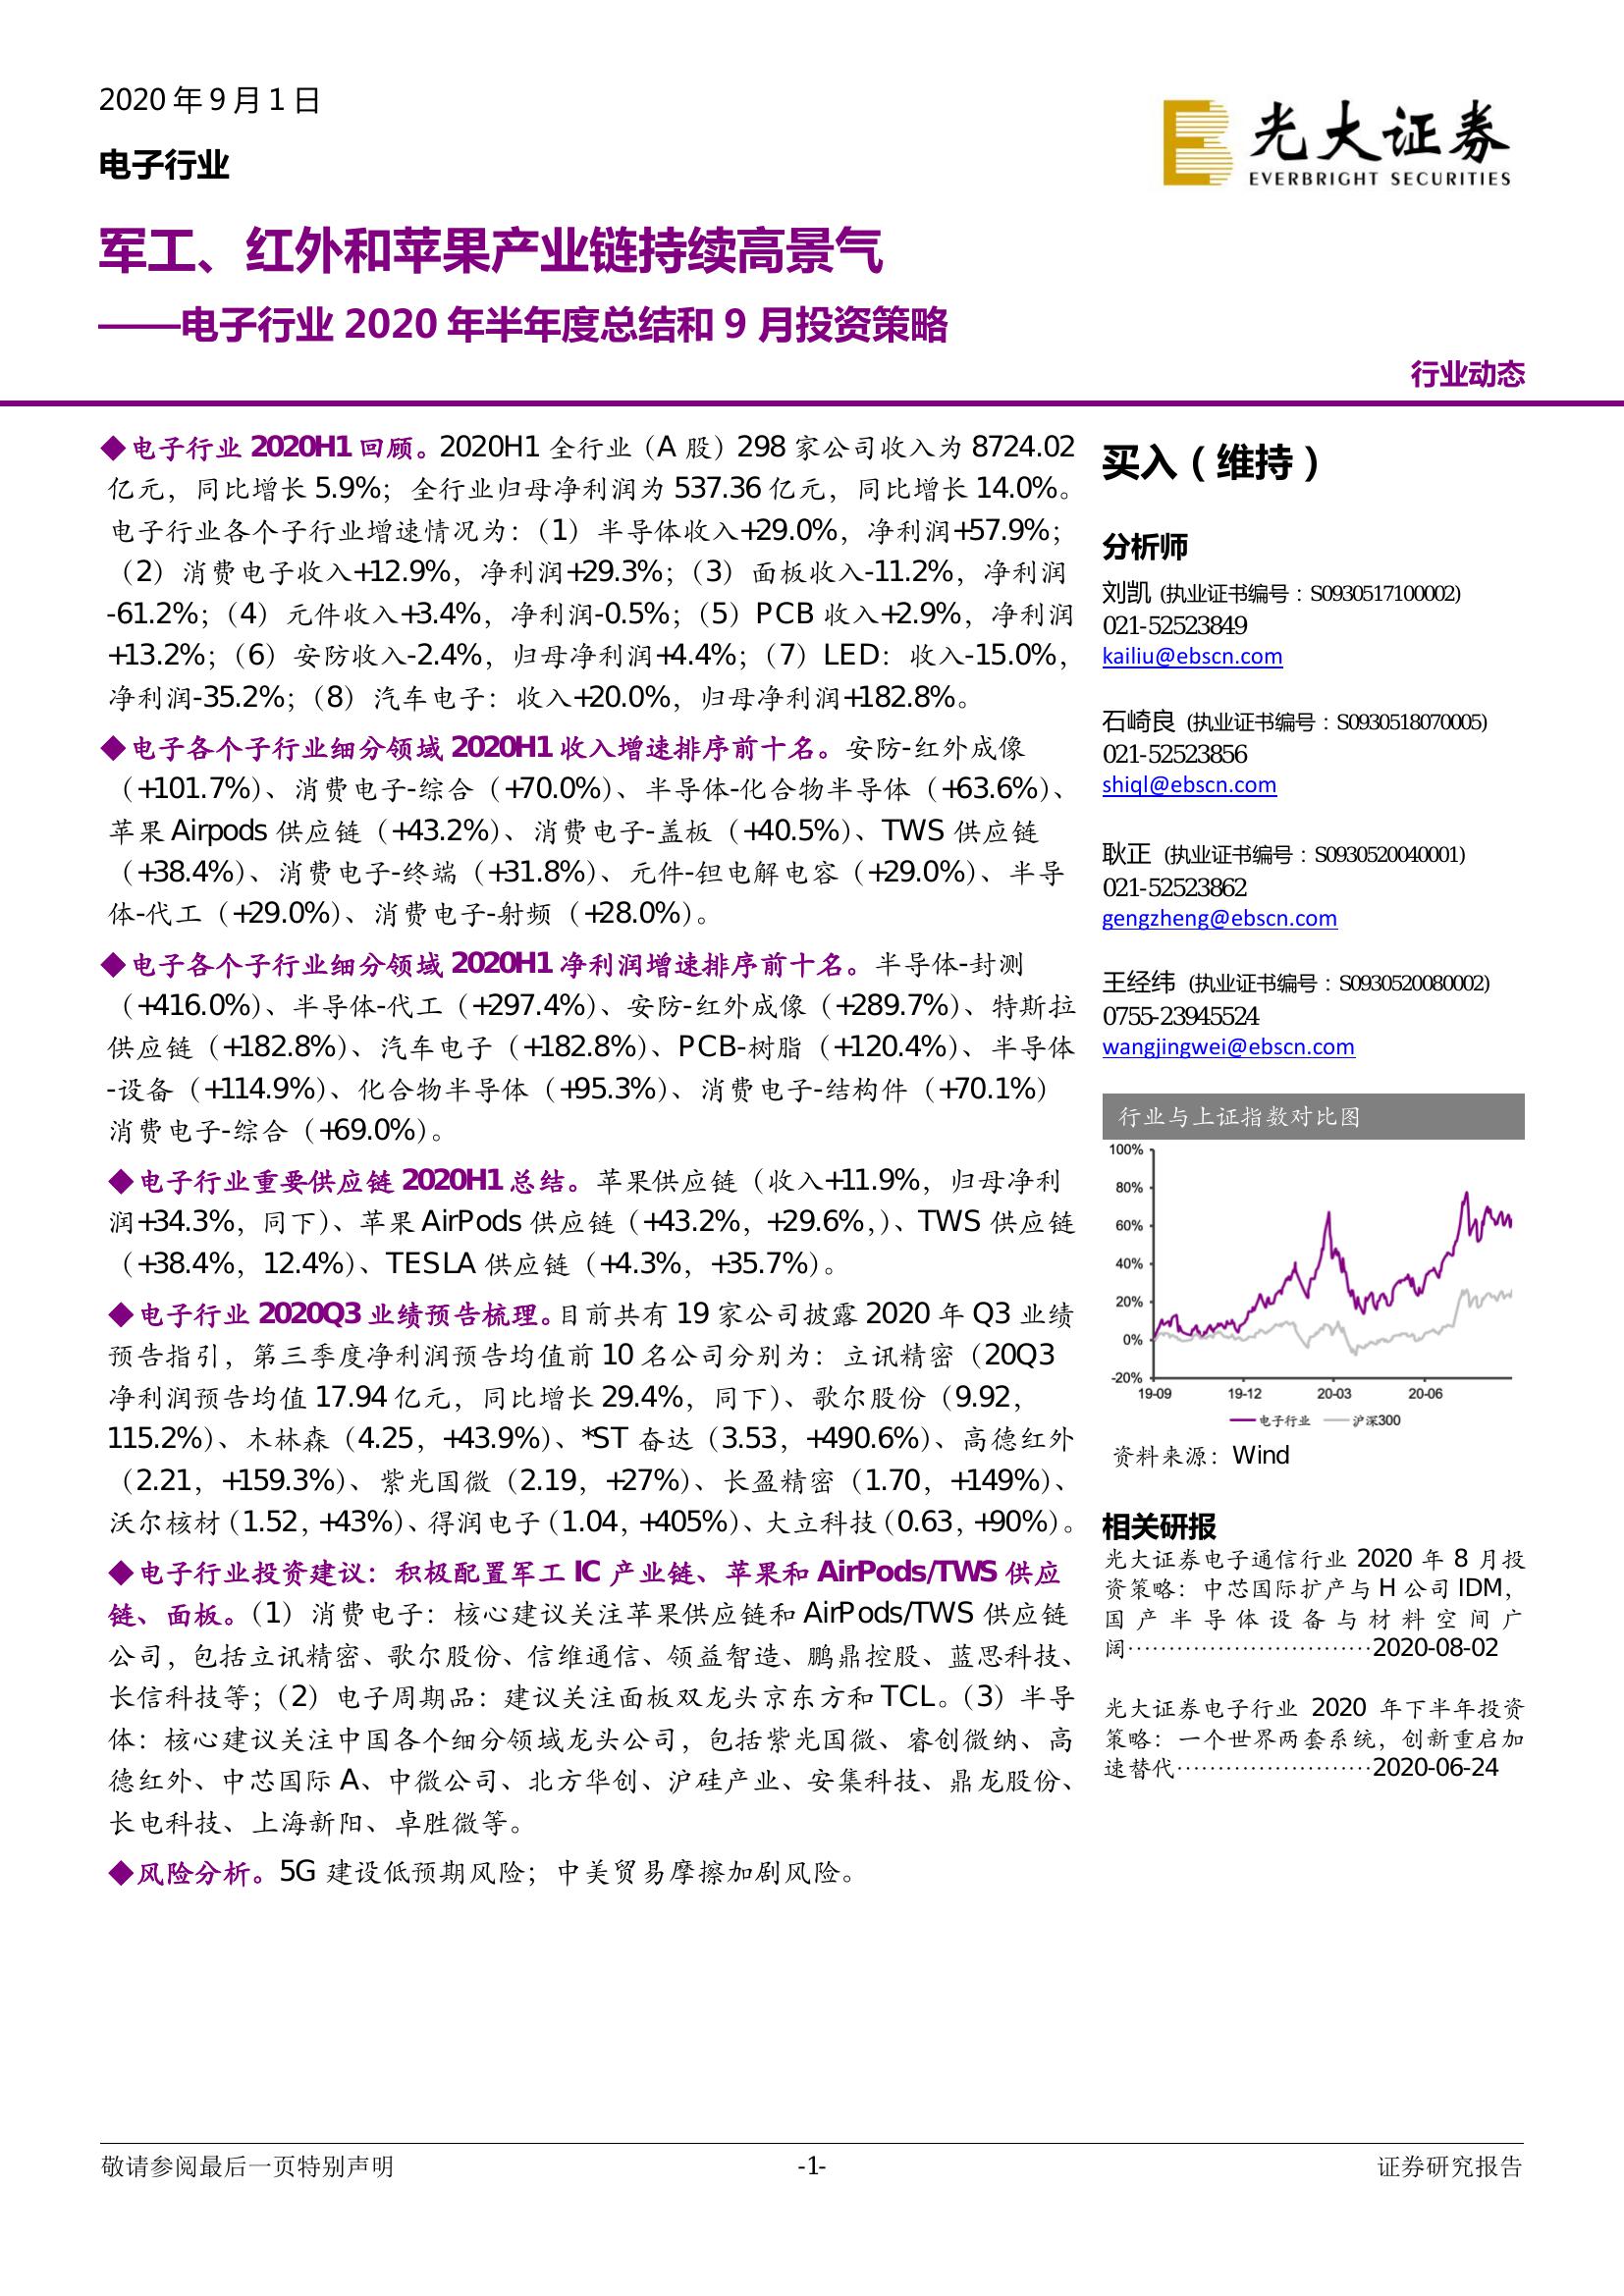 2020 年 9 月 1 日
电子行业
光大证券
EVERBRIGHT SECURITIES
军工、红外和苹果产业链持续高景气
——电子行业 2020 年半年度总结和 9 月投资策略
行业动态
◆电子行业 2020H1 回顾。2020H1 全行业（A 股）298 家公司收入为 8724.02
亿元，同比增长 5.9%；全行业归母净利润为 537.36 亿元，同比增长 14.0%。
电子行业各个子行业增速情况为：（1）半导体收入+29.0%，净利润+57.9%；
（2）消费电子收入+12.9%，净利润+29.3%；（3）面板收入-11.2%，净利润
-61.2%；（4）元件收入+3.4%，净利润-0.5%；（5）PCB 收入+2.9%，净利润
+13.2%；（6）安防收入-2.4%，归母净利润+4.4%；（7）LED：收入-15.0%，
净利润-35.2%；（8）汽车电子：收入+20.0%，归母净利润+182.8%。
◆电子各个子行业细分领域 2020H1 收入增速排序前十名。安防-红外成像
（+101.7%）、消费电子-综合（+70.0%）、半导体-化合物半导体（+63.6%）、
苹果 Airpods 供应链（+43.2%）、消费电子-盖板（+40.5%）、TWS 供应链
（+38.4%）、消费电子-终端（+31.8%）、元件-钽电解电容（+29.0%）、半导
体-代工（+29.0%）、消费电子-射频（+28.0%）。
◆电子各个子行业细分领域 2020H1 净利润增速排序前十名。半导体-封测
（+416.0%）、半导体-代工（+297.4%）、安防-红外成像（+289.7%）、特斯拉
供应链（+182.8%）、汽车电子（+182.8%）、PCB-树脂（+120.4%）、半导体
-设备（+114.9%）、化合物半导体（+95.3%）、消费电子-结构件（+70.1%）
消费电子-综合（+69.0%）。
◆电子行业重要供应链 2020H1 总结。苹果供应链（收入+11.9%，归母净利
润+34.3%，同下）、苹果 AirPods 供应链（+43.2%，+29.6%，）、TWS 供应链
（+38.4%，12.4%）、TESLA 供应链（+4.3%，+35.7%）。
◆电子行业 2020Q3 业绩预告梳理。目前共有 19 家公司披露 2020 年 Q3 业绩
预告指引，第三季度净利润预告均值前 10 名公司分别为：立讯精密（20Q3
净利润预告均值 17.94 亿元，同比增长 29.4%，同下）、歌尔股份（9.92，
115.2%）、木林森（4.25，+43.9%）、*ST 奋达（3.53，+490.6%）、高德红外
（2.21，+159.3%）、紫光国微（2.19，+27%）、长盈精密（1.70，+149%）、
沃尔核材（1.52，+43%）、得润电子（1.04，+405%）、大立科技（0.63，+90%）。
◆电子行业投资建议：积极配置军工 IC 产业链、苹果和 AirPods/TWS 供应
链、面板。（1）消费电子：核心建议关注苹果供应链和 AirPods/TWS 供应链
公司，包括立讯精密、歌尔股份、信维通信、领益智造、鹏鼎控股、蓝思科技、
长信科技等；（2）电子周期品：建议关注面板双龙头京东方和 TCL。（3）半导
体：核心建议关注中国各个细分领域龙头公司，包括紫光国微、睿创微纳、高
德红外、中芯国际 A、中微公司、北方华创、沪硅产业、安集科技、鼎龙股份、
长电科技、上海新阳、卓胜微等。
◆风险分析。5G 建设低预期风险；中美贸易摩擦加剧风险。
买入（维持）
分析师
刘凯 (执业证书编号：S0930517100002)
021-52523849
kailiu@ebscn.com
石崎良 (执业证书编号：S0930518070005)
021-52523856
shiql@ebscn.com
耿正 (执业证书编号：S0930520040001)
021-52523862
gengzheng@ebscn.com
王经纬 (执业证书编号：S0930520080002)
0755-23945524
wangjingwei@ebscn.com
行业与上证指数对比图
100%
80%
60%
40%
20%
0%
-20%
19-09 19-12 20-03 20-06
电子行业 沪深300
资料来源：Wind
相关研报
光大证券电子通信行业 2020 年 8 月投
资策略：中芯国际扩产与 H 公司 IDM，
国产半导体设备与材料空间广
阔······························2020-08-02
光大证券电子行业 2020 年下半年投资
策略：一个世界两套系统，创新重启加
速替代························2020-06-24
敬请参阅最后一页特别声明
-1-
证券研究报告